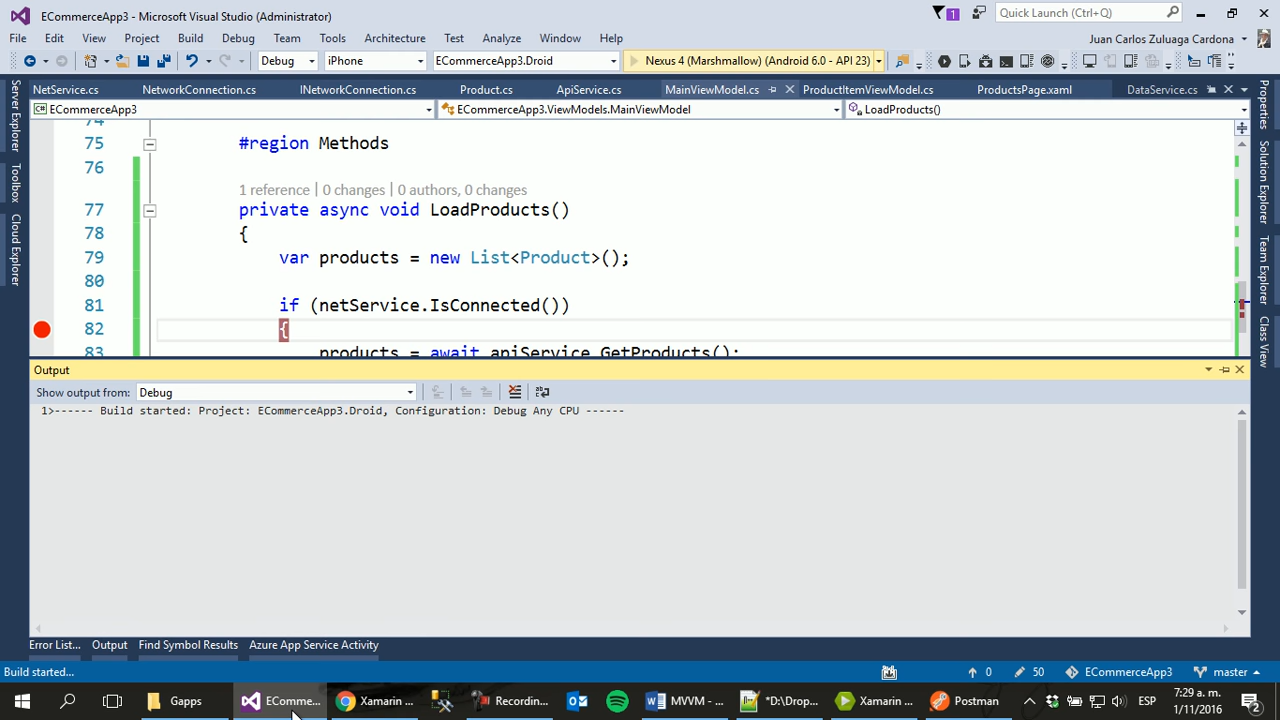 ECommerceApp3 - Microsoft Visual Studio (Administrator)
1
Quick Launch (Ctrl+Q)
File Edit View Project Build Debug Team Tools Architecture Test Analyze Window Help
Juan Carlos Zuluaga Cardona
Debug iPhone ECommerceApp3.Droid Nexus 4 (Marshmallow) (Android 6.0 - API 23)
NetService.cs NetworkConnection.cs INetworkConnection.cs Product.cs ApiService.cs MainViewModel.cs ProductItemViewModel.cs ProductsPage.xaml DataService.cs
ECommerceApp3 ECommerceApp3.ViewModels.MainViewModel LoadProducts()
Server Explorer
Toolbox
Cloud Explorer
Properties
Solution Explorer
Team Explorer
Class View
74
75 #region Methods
76
1 reference | 0 changes | 0 authors, 0 changes
77 private async void LoadProducts()
78 {
79 var products = new List<Product>();
80
81 if (netService.IsConnected())
82 {
83 products = await apiService.GetProducts();
Output
Show output from: Debug
1>------ Build started: Project: ECommerceApp3.Droid, Configuration: Debug Any CPU ------
Error List... Output Find Symbol Results Azure App Service Activity
Build started... 0 50 ECommerceApp3 master
Gapps EComme... Xamarin ... Recordin... MVVM - ... *D:\Drop... Xamarin ... Postman ESP 7:29 a. m.
1/11/2016 2